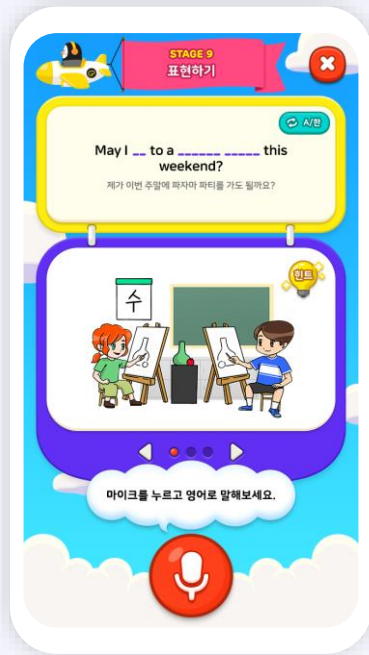 STAGE 9
표현하기
A/한
May I __ to a ______ _____ this
weekend?
제가 이번 주말에 파자마 파티를 가도 될까요?
힌트
수
마이크를 누르고 영어로 말해보세요.